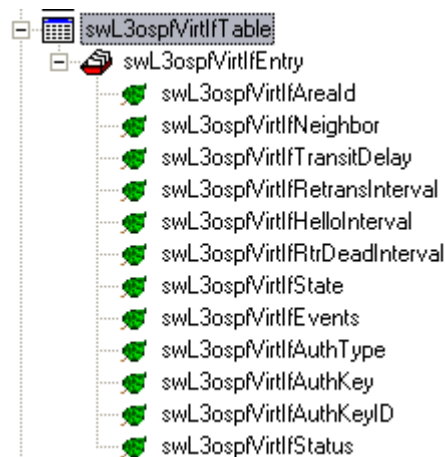 swL3ospfVirtIfTable
swL3ospfVirtIfEntry
swL3ospfVirtIfAreaId
swL3ospfVirtIfNeighbor
swL3ospfVirtIfTransitDelay
swL3ospfVirtIfRetransInterval
swL3ospfVirtIfHelloInterval
swL3ospfVirtIfRtrDeadInterval
swL3ospfVirtIfState
swL3ospfVirtIfEvents
swL3ospfVirtIfAuthType
swL3ospfVirtIfAuthKey
swL3ospfVirtIfAuthKeyID
swL3ospfVirtIfStatus